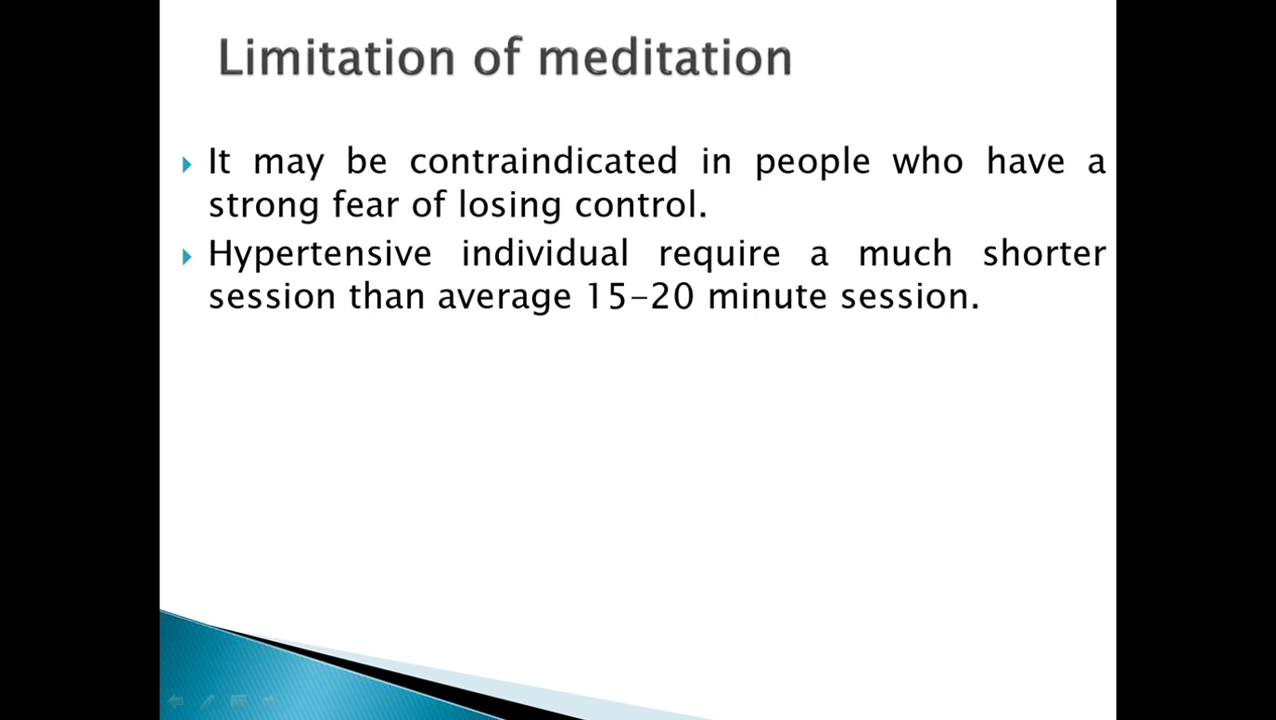 Limitation of meditation
It may be contraindicated in people who have a
strong fear of losing control.
Hypertensive individual require a much shorter
session than average 15-20 minute session.